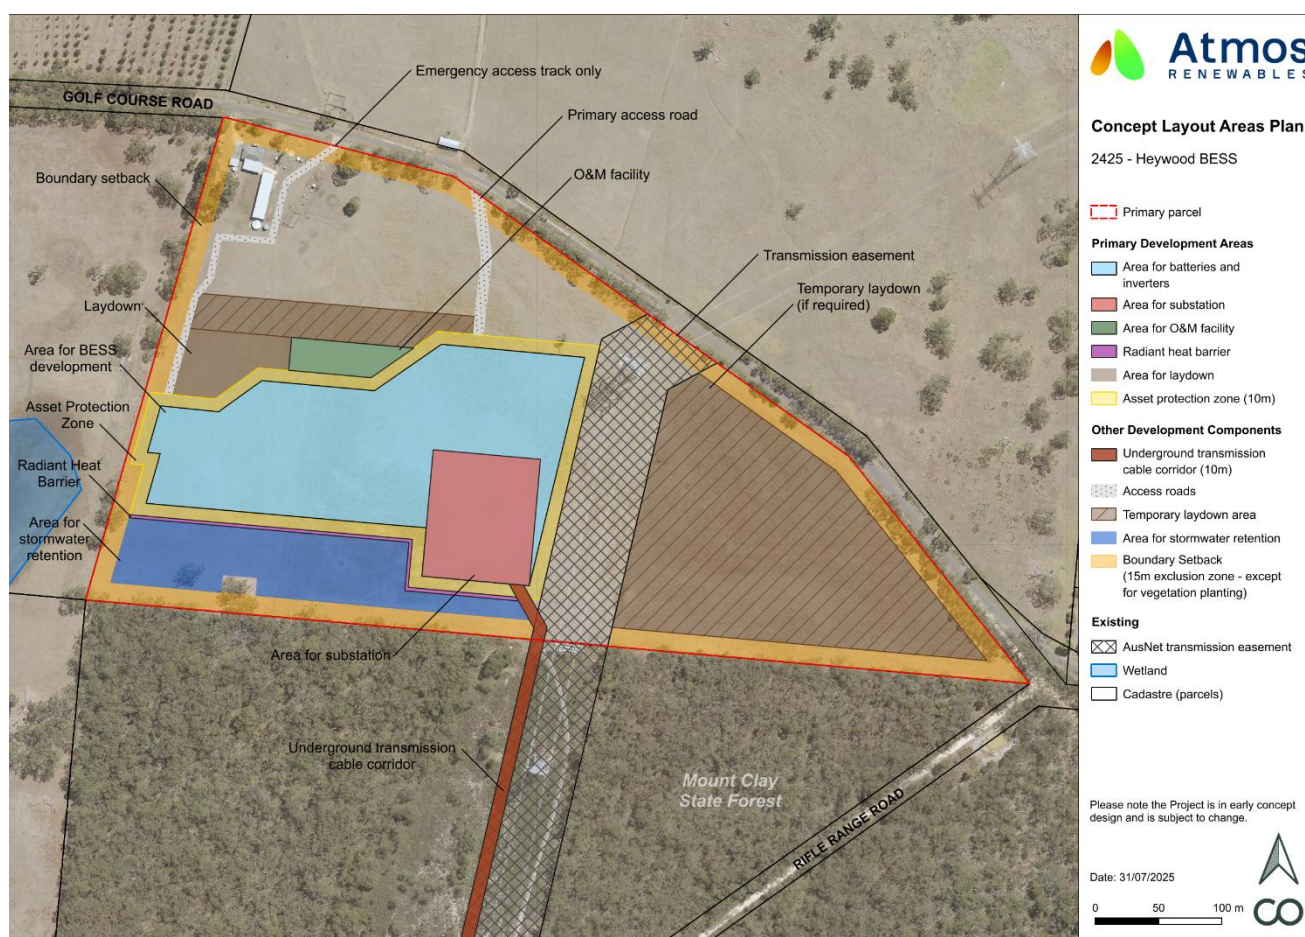 GOLF COURSE ROAD
Emergency access track only
Primary access road
O&M facility
Boundary setback
Transmission easement
Temporary laydown
(if required)
Laydown
Area for BESS
development
Asset Protection
Zone
Radiant Heat
Barrier
Area for
stormwater
retention
Area for substation
Underground transmission
cable corridor
Mount Clay
State Forest
RIFLE RANGE ROAD
Atmos
RENEWABLES
Concept Layout Areas Plan
2425 - Heywood BESS
Primary parcel
Primary Development Areas
Area for batteries and
inverters
Area for substation
Area for O&M facility
Radiant heat barrier
Area for laydown
Asset protection zone (10m)
Other Development Components
Underground transmission
cable corridor (10m)
Access roads
Temporary laydown area
Area for stormwater retention
Boundary Setback
(15m exclusion zone - except
for vegetation planting)
Existing
AusNet transmission easement
Wetland
Cadastre (parcels)
Please note the Project is in early concept
design and is subject to change.
Date: 31/07/2025
0 50 100 m
CO